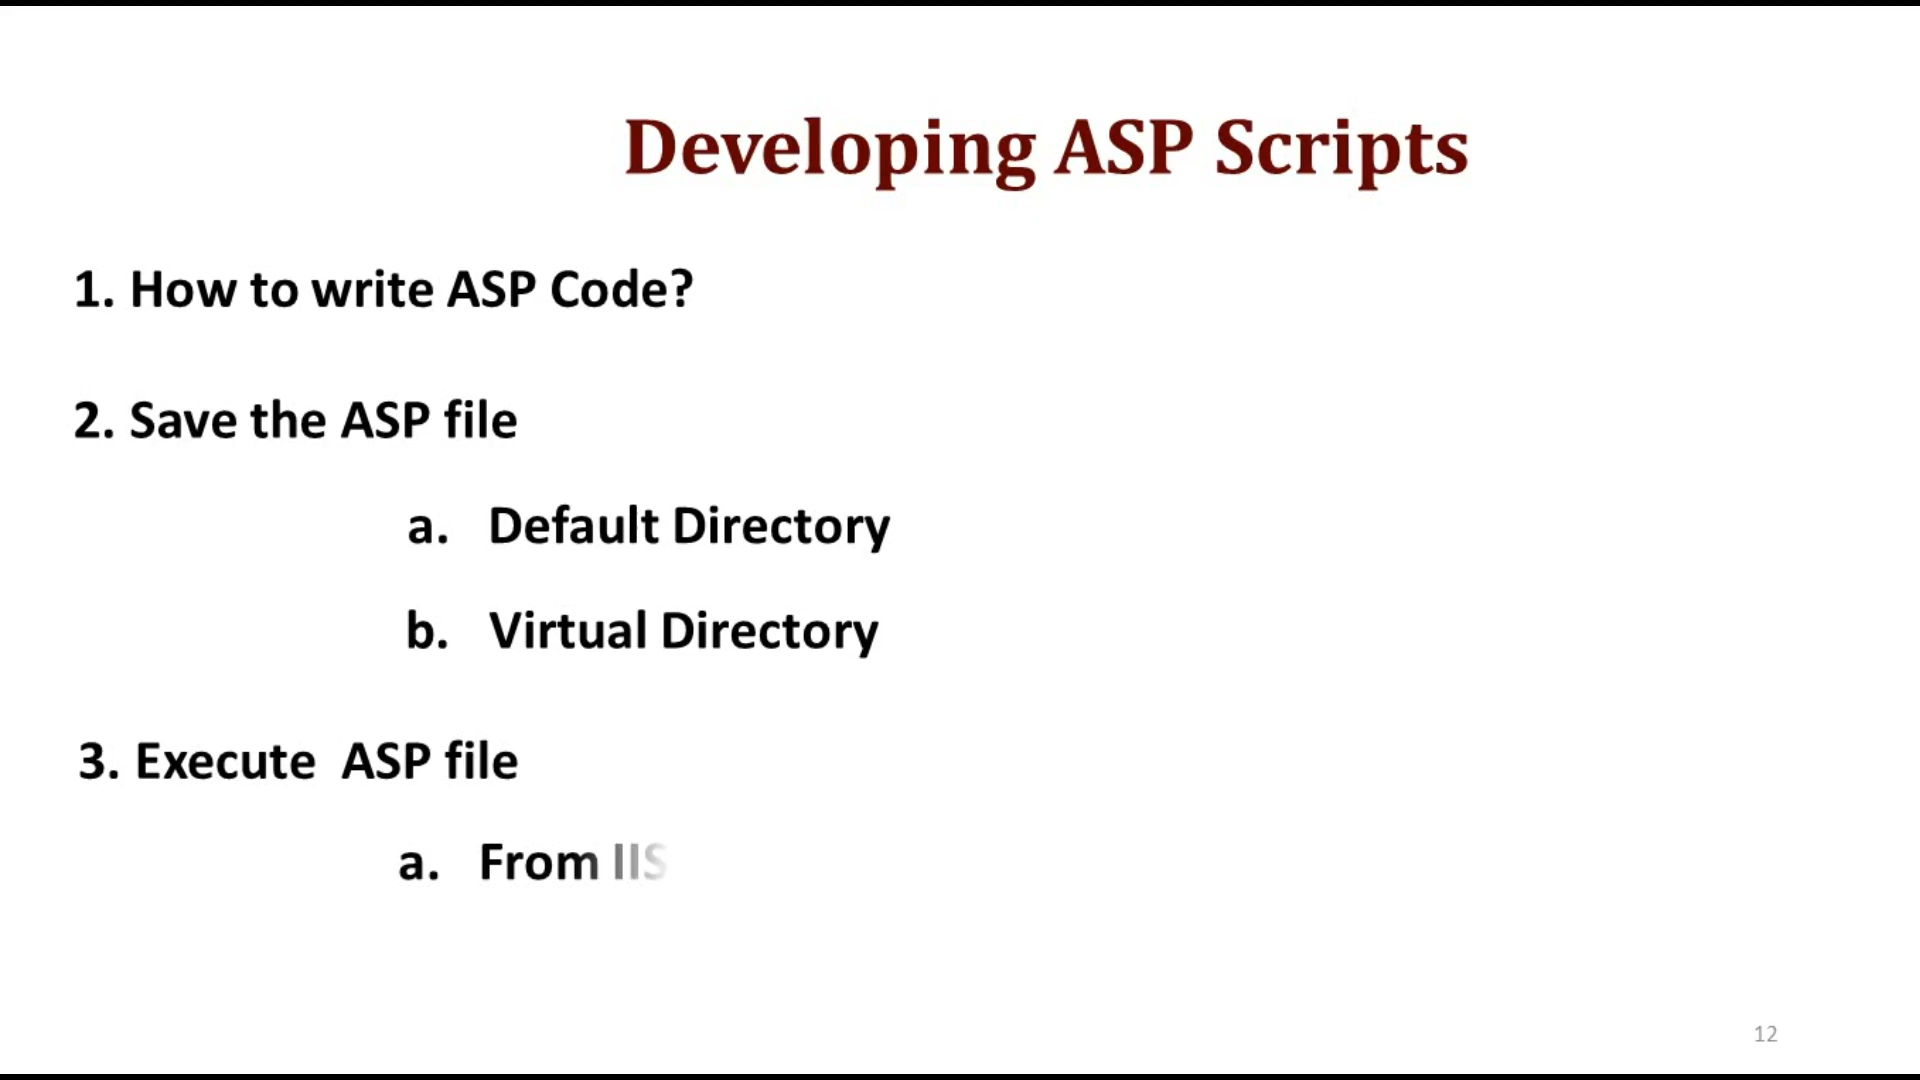 Developing ASP Scripts
1. How to write ASP Code?
2. Save the ASP file
a. Default Directory
b. Virtual Directory
3. Execute ASP file
a. From IIS
12